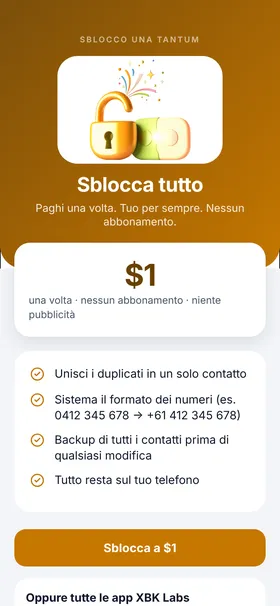 SBLOCCO UNA TANTUM
Sblocca tutto
Paghi una volta. Tuo per sempre. Nessun
abbonamento.
$1
una volta · nessun abbonamento · niente
pubblicità
Unisci i duplicati in un solo contatto
Sistema il formato dei numeri (es.
0412 345 678 → +61 412 345 678)
Backup di tutti i contatti prima di
qualsiasi modifica
Tutto resta sul tuo telefono
Sblocca a $1
Oppure tutte le app XBK Labs